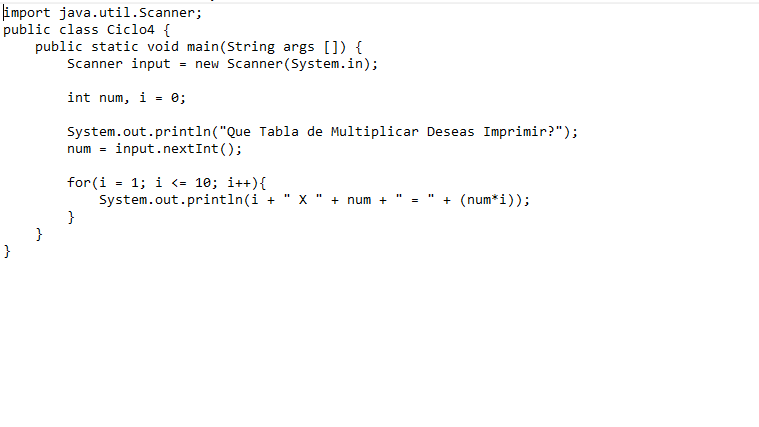 import java.util.Scanner;
public class Ciclo4 {
    public static void main(String args []) {
        Scanner input = new Scanner(System.in);

        int num, i = 0;

        System.out.println("Que Tabla de Multiplicar Deseas Imprimir?");
        num = input.nextInt();

        for(i = 1; i <= 10; i++){
            System.out.println(i + " X " + num + " = " + (num*i));
        }
    }
}